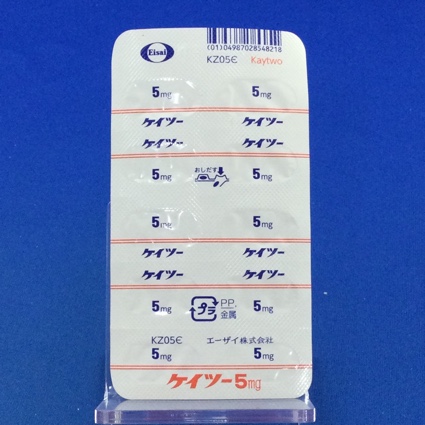 Eisai
(01)04987028548218
KZ05Є Kaytwo
5mg 5mg
ケイツー ケイツー
ケイツー ケイツー
おしだす
5mg 5mg
5mg 5mg
ケイツー ケイツー
ケイツー ケイツー
5mg プラ PP, 金属 5mg
KZ05Є エーザイ株式会社
5mg 5mg
ケイツー5mg